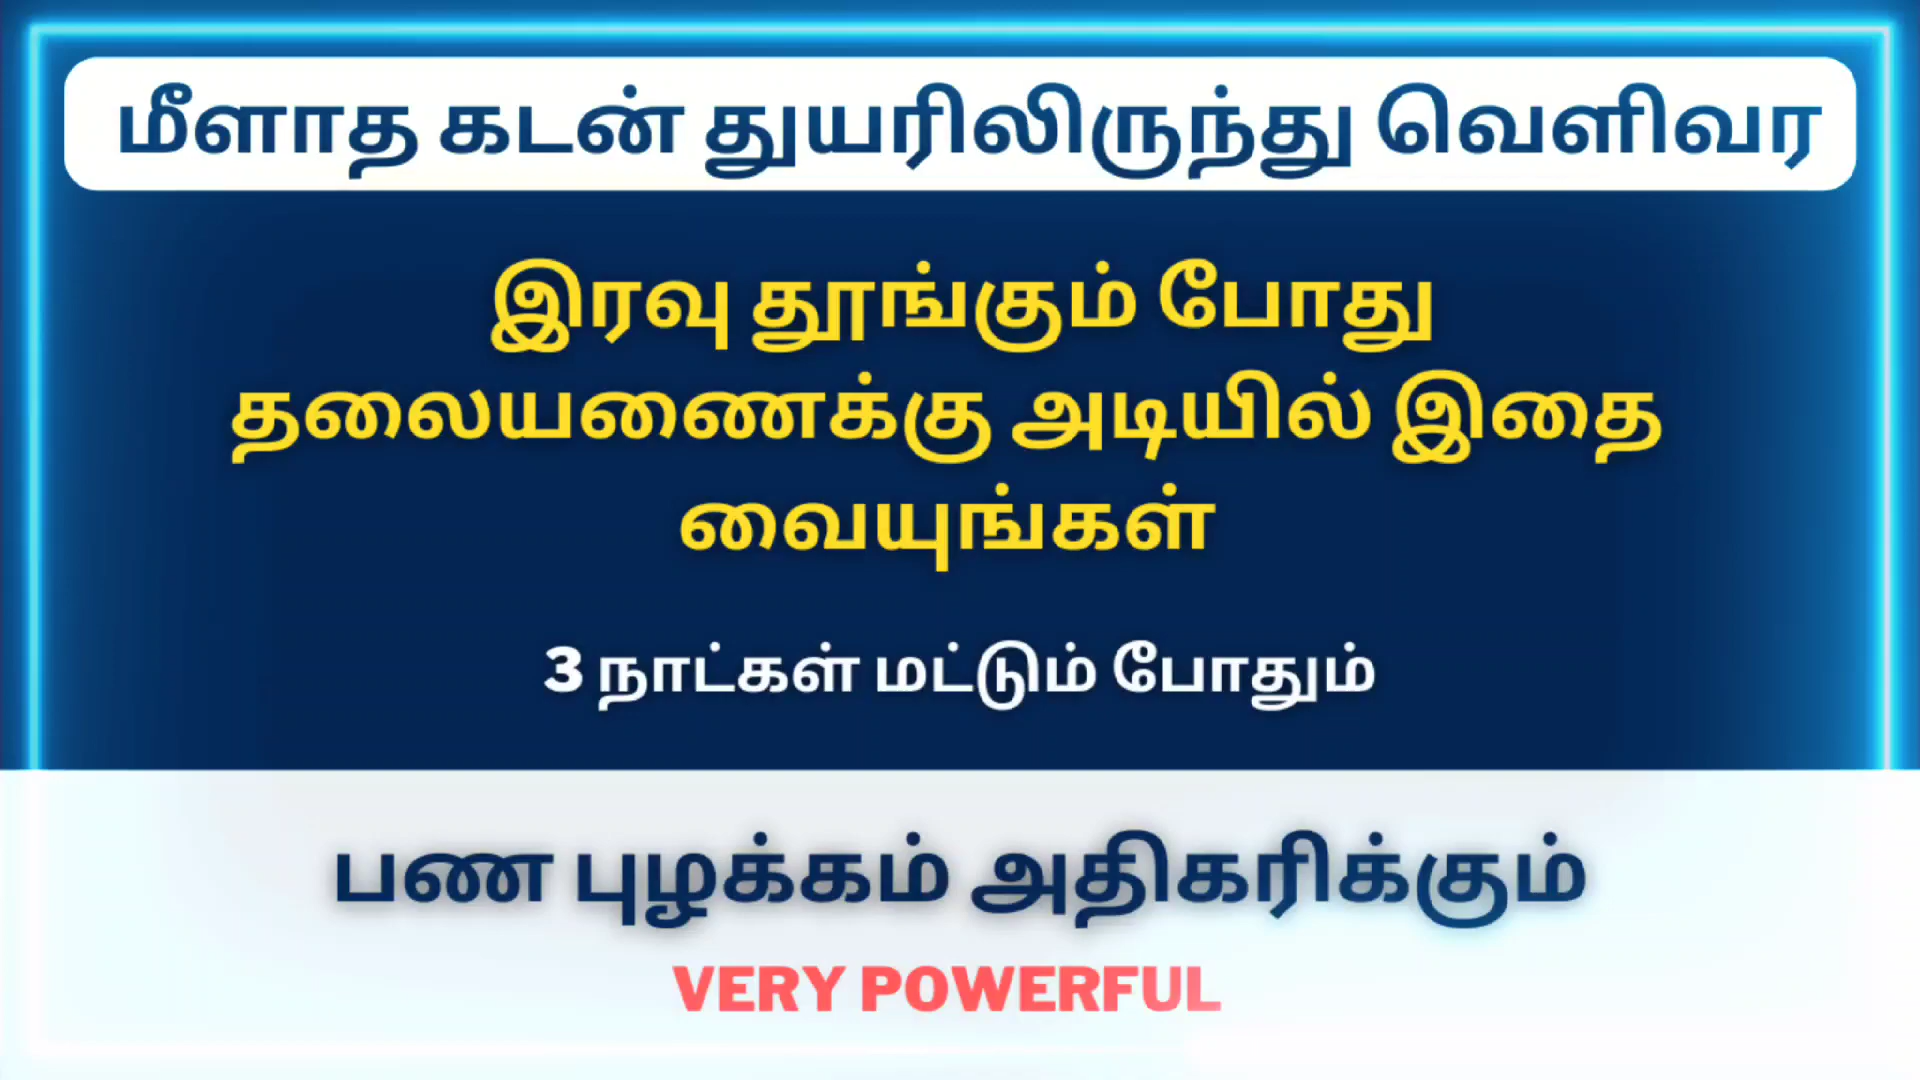 மீளாத கடன் துயரிலிருந்து வெளிவர
இரவு தூங்கும் போது
தலையணைக்கு அடியில் இதை
வையுங்கள்
3 நாட்கள் மட்டும் போதும்
பண புழக்கம் அதிகரிக்கும்
VERY POWERFUL